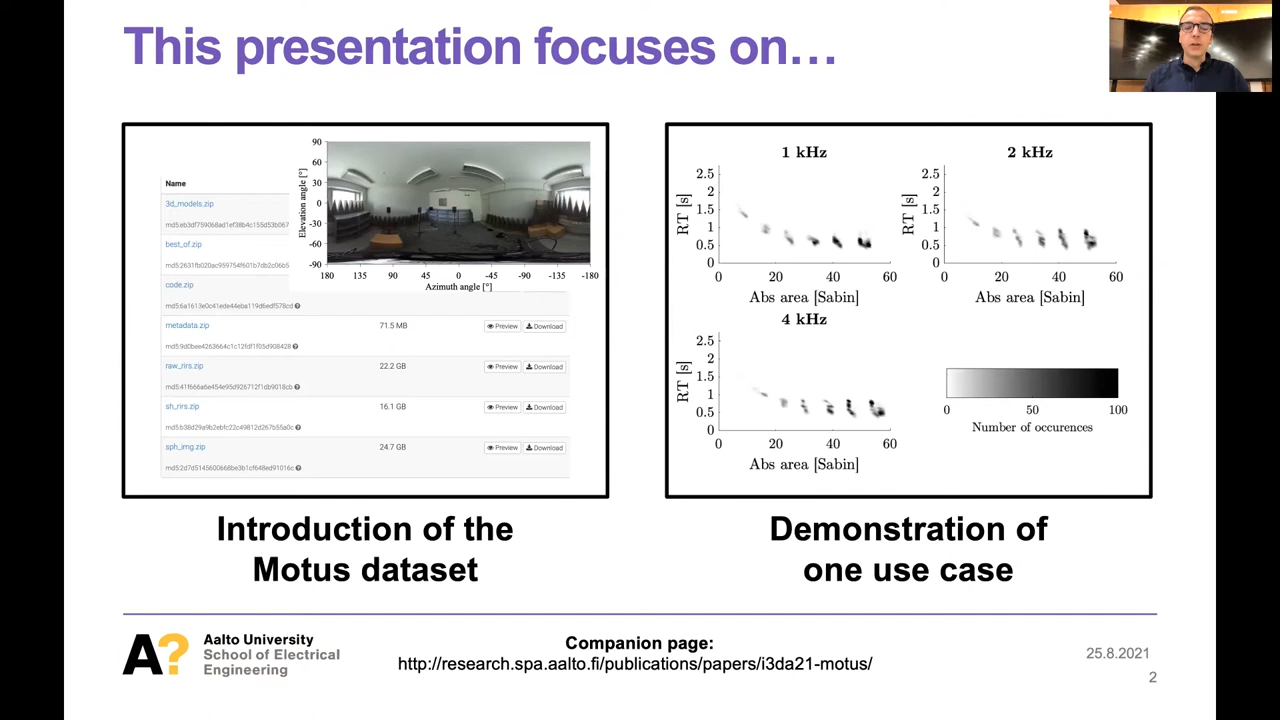 This presentation focuses on...
Name
3d_models.zip
md5:eb3df759068ad1ef38b4c155d53b067
best_of.zip
md5:2631fb020ac959754f601b7db2c06b5
code.zip
md5:6a1613e0c41ede44eba119d6edf578cd
metadata.zip 71.5 MB Preview Download
md5:9d0bee4263664c1c12fdf1f05d908428
raw_rirs.zip 22.2 GB Preview Download
md5:41f666a6e454e95d926712f1db9018cb
sh_rirs.zip 16.1 GB Preview Download
md5:b38d29a9b2ebfc22c49812d267b55a0c
sph_img.zip 24.7 GB Preview Download
md5:2d7d5145600668be3b1cf648ed91016c
Elevation angle [°]
90
60
30
0
-30
-60
-90
180 135 90 45 0 -45 -90 -135 -180
Azimuth angle [°]
Introduction of the
Motus dataset
1 kHz
RT [s]
2.5
2
1.5
1
0.5
0
0 20 40 60
Abs area [Sabin]
2 kHz
RT [s]
2.5
2
1.5
1
0.5
0
0 20 40 60
Abs area [Sabin]
4 kHz
RT [s]
2.5
2
1.5
1
0.5
0
0 20 40 60
Abs area [Sabin]
0 50 100
Number of occurences
Demonstration of
one use case
A?
Aalto University
School of Electrical
Engineering
Companion page:
http://research.spa.aalto.fi/publications/papers/i3da21-motus/
25.8.2021
2